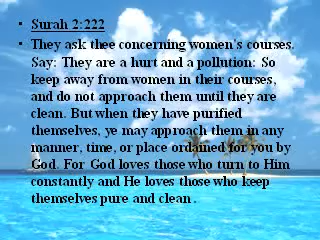 • Surah 2:222
• They ask thee concerning women's courses.
Say: They are a hurt and a pollution: So
keep away from women in their courses,
and do not approach them until they are
clean. But when they have purified
themselves, ye may approach them in any
manner, time, or place ordained for you by
God. For God loves those who turn to Him
constantly and He loves those who keep
themselves pure and clean.